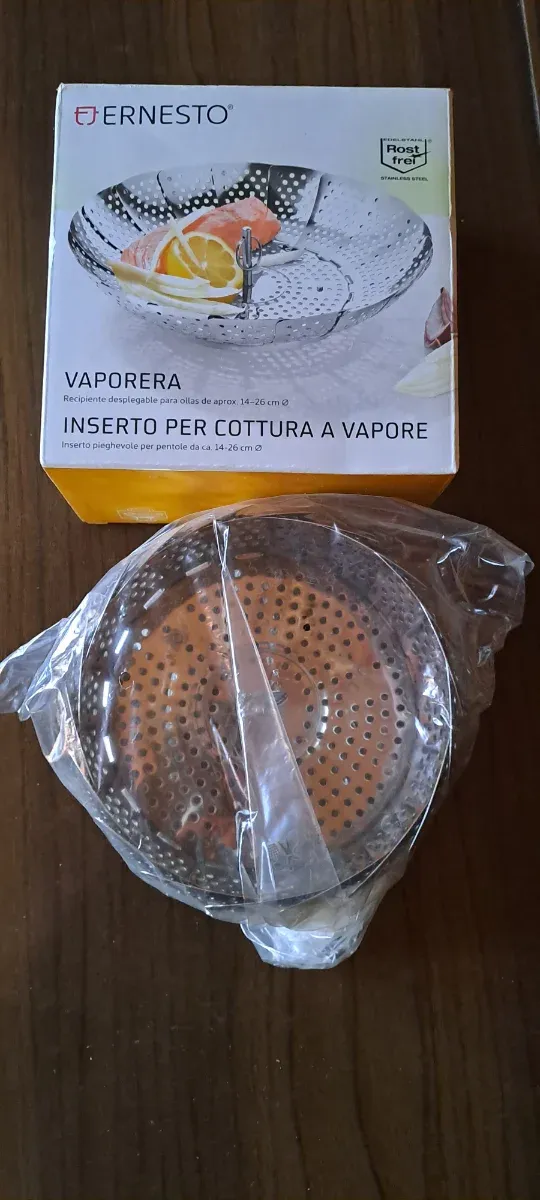 ERNESTO®
EDELSTAHL®
Rost
frei
STAINLESS STEEL
VAPORERA
Recipiente desplegable para ollas de aprox. 14–26 cm Ø
INSERTO PER COTTURA A VAPORE
Inserto pieghevole per pentole da ca. 14-26 cm Ø